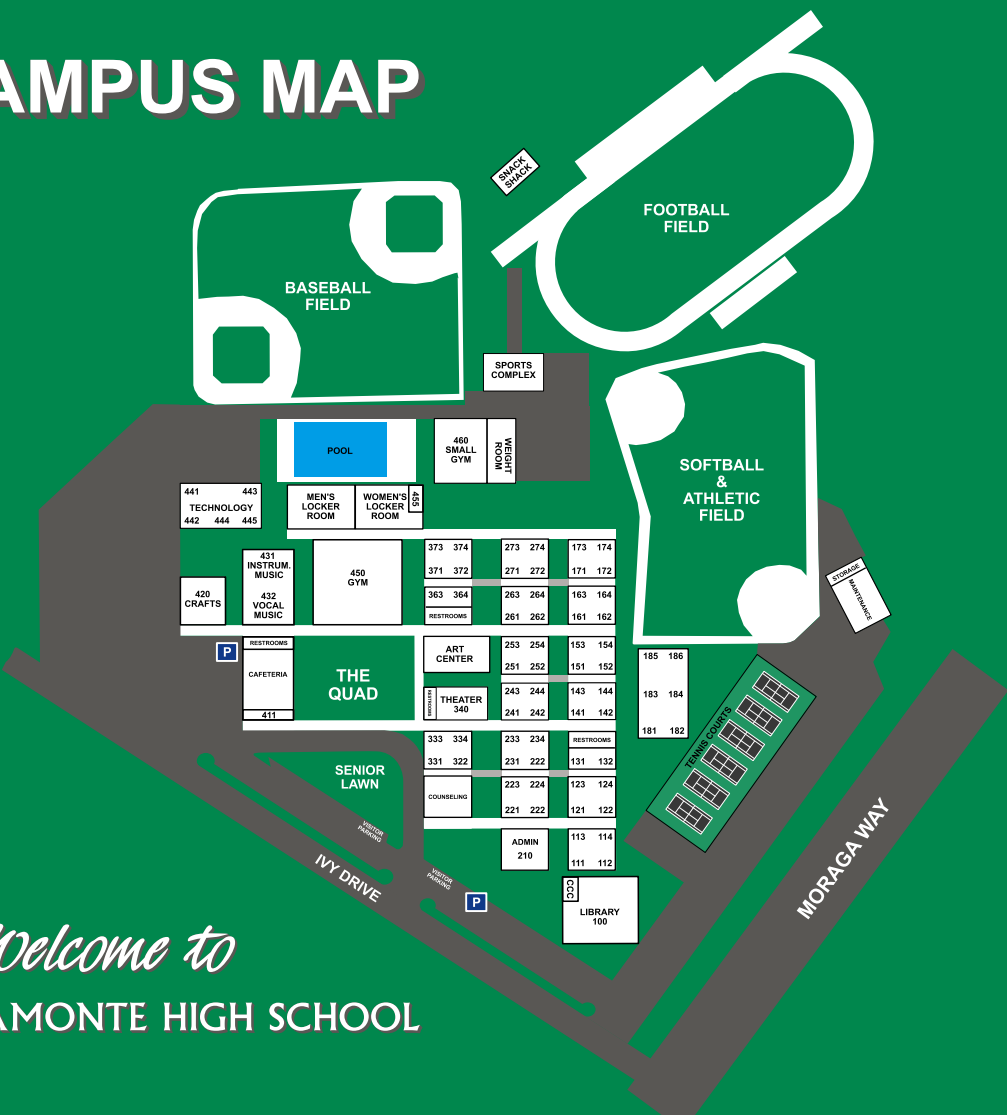 AMPUS MAP
SNACK
SHACK
FOOTBALL
FIELD
BASEBALL
FIELD
SPORTS
COMPLEX
POOL
460
SMALL
GYM
WEIGHT
ROOM
SOFTBALL
&
ATHLETIC
FIELD
441 443
TECHNOLOGY
442 444 445
MEN'S
LOCKER
ROOM
WOMEN'S
LOCKER
ROOM
455
431
INSTRUM.
MUSIC
432
VOCAL
MUSIC
450
GYM
420
CRAFTS
373 374
371 372
273 274
271 272
173 174
171 172
363 364
RESTROOMS
263 264
261 262
163 164
161 162
STORAGE
MAINTENANCE
P
RESTROOMS
CAFETERIA
411
THE
QUAD
ART
CENTER
253 254
251 252
153 154
151 152
185 186
183 184
181 182
RESTROOMS
THEATER
340
243 244
241 242
143 144
141 142
TENNIS COURTS
333 334
331 322
233 234
231 222
RESTROOMS
131 132
SENIOR
LAWN
COUNSELING
223 224
221 222
123 124
121 122
VISITOR
PARKING
ADMIN
210
113 114
111 112
IVY DRIVE
VISITOR
PARKING
P
CCC
LIBRARY
100
MORAGA WAY
Welcome to
AMONTE HIGH SCHOOL